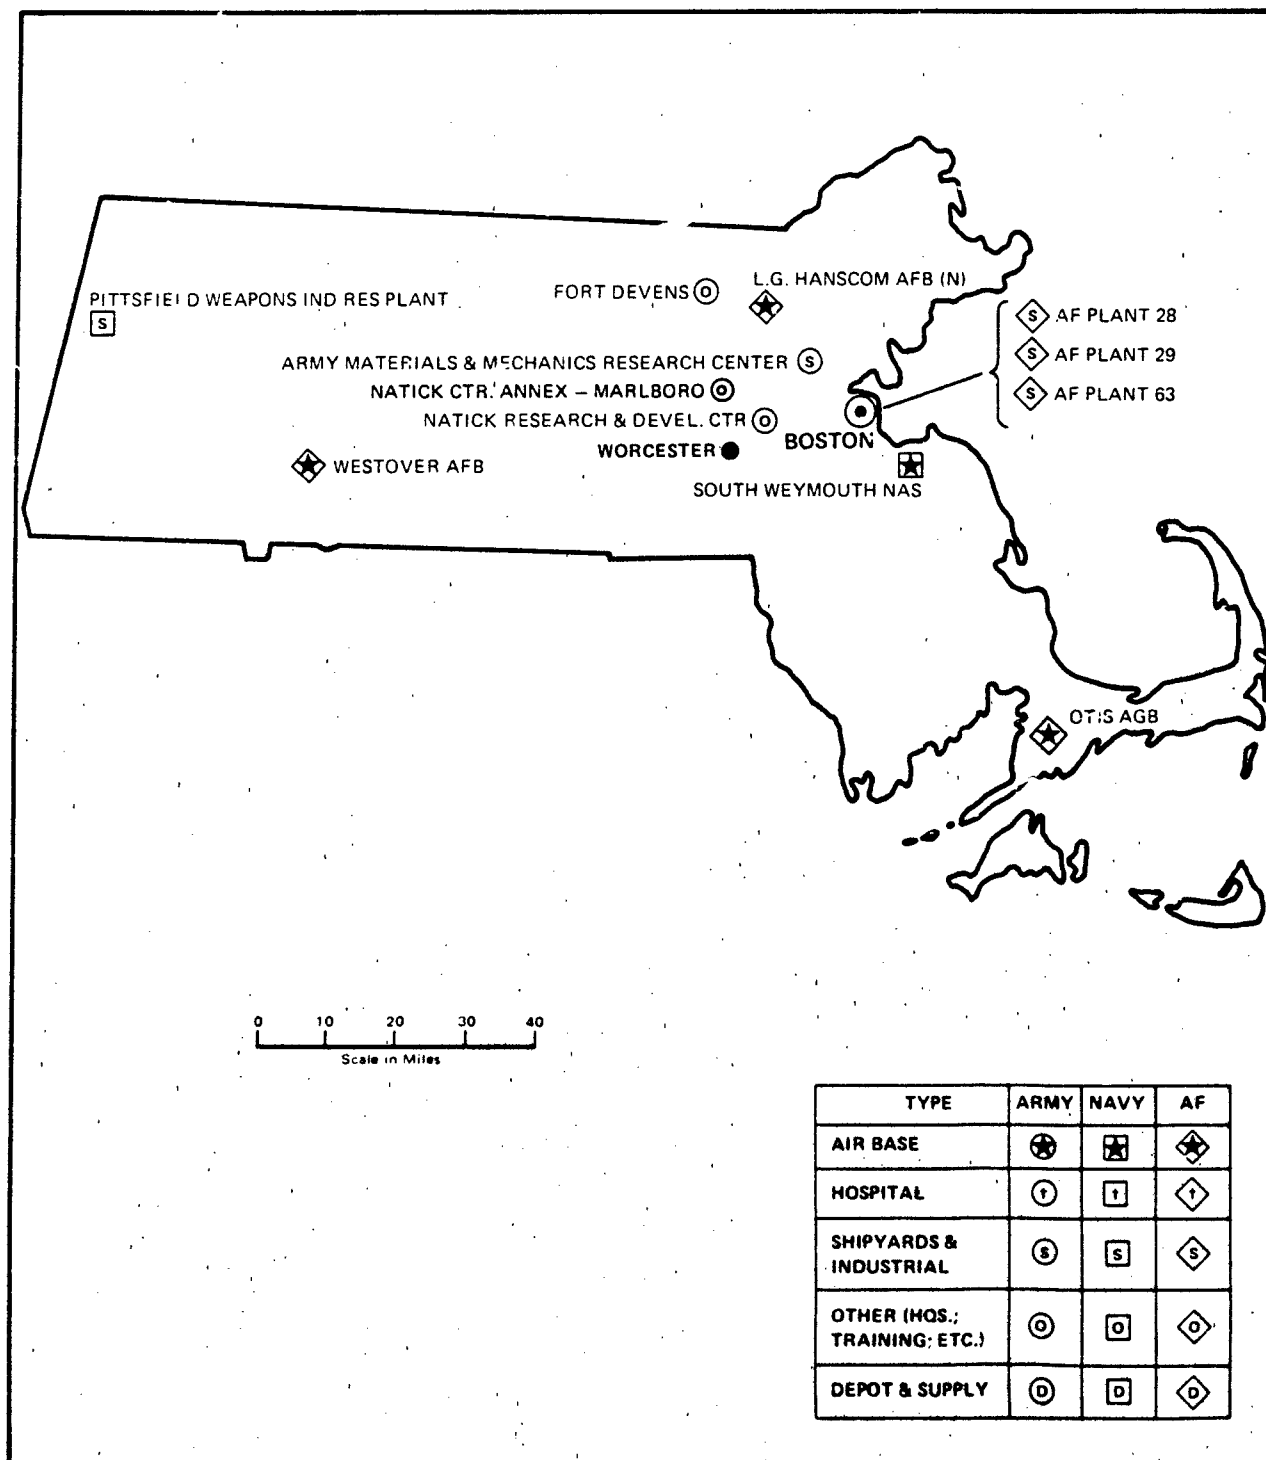 L.G. HANSCOM AFB (N)
FORT DEVENS O
PITTSFIELD WEAPONS IND RES PLANT
S
S AF PLANT 28
S AF PLANT 29
S AF PLANT 63
ARMY MATERIALS & MECHANICS RESEARCH CENTER S
NATICK CTR. ANNEX – MARLBORO O
NATICK RESEARCH & DEVEL. CTR O
BOSTON
WORCESTER
WESTOVER AFB
SOUTH WEYMOUTH NAS
OTIS AGB
0 10 20 30 40
Scale in Miles
TYPE ARMY NAVY AF
AIR BASE
HOSPITAL † † †
SHIPYARDS &
INDUSTRIAL S S S
OTHER (HQS.;
TRAINING; ETC.) O O O
DEPOT & SUPPLY D D D